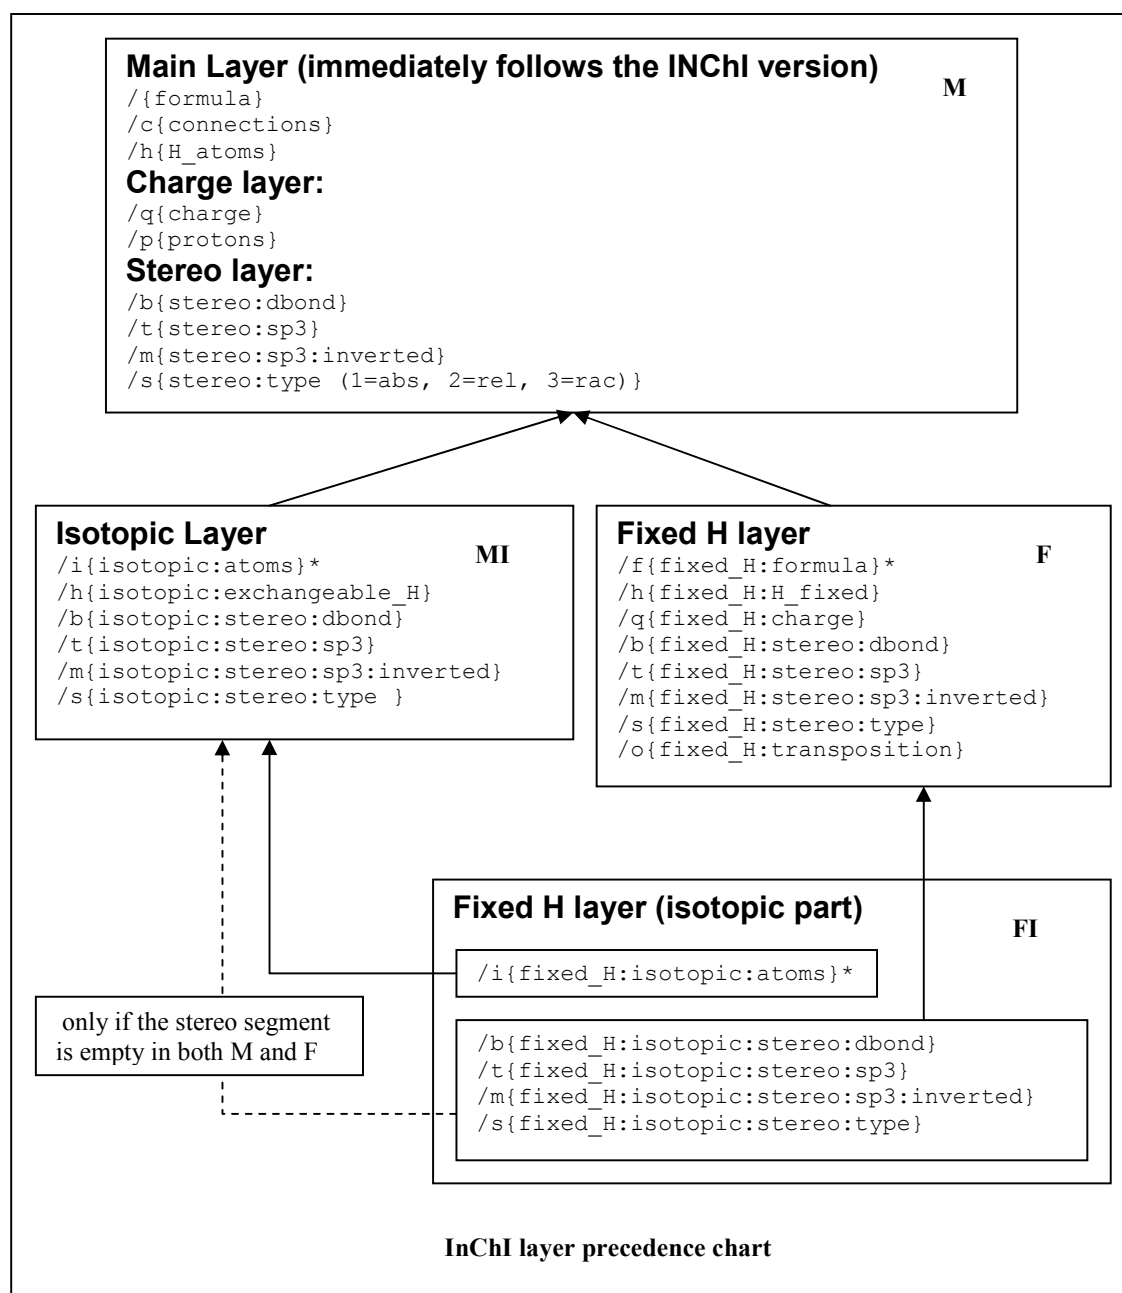 Main Layer (immediately follows the INChI version)
M
/{formula}
/c{connections}
/h{H_atoms}
Charge layer:
/q{charge}
/p{protons}
Stereo layer:
/b{stereo:dbond}
/t{stereo:sp3}
/m{stereo:sp3:inverted}
/s{stereo:type (1=abs, 2=rel, 3=rac)}
Isotopic Layer
MI
/i{isotopic:atoms}*
/h{isotopic:exchangeable_H}
/b{isotopic:stereo:dbond}
/t{isotopic:stereo:sp3}
/m{isotopic:stereo:sp3:inverted}
/s{isotopic:stereo:type }
Fixed H layer
F
/f{fixed_H:formula}*
/h{fixed_H:H_fixed}
/q{fixed_H:charge}
/b{fixed_H:stereo:dbond}
/t{fixed_H:stereo:sp3}
/m{fixed_H:stereo:sp3:inverted}
/s{fixed_H:stereo:type}
/o{fixed_H:transposition}
Fixed H layer (isotopic part)
FI
/i{fixed_H:isotopic:atoms}*
only if the stereo segment
is empty in both M and F
/b{fixed_H:isotopic:stereo:dbond}
/t{fixed_H:isotopic:stereo:sp3}
/m{fixed_H:isotopic:stereo:sp3:inverted}
/s{fixed_H:isotopic:stereo:type}
InChI layer precedence chart